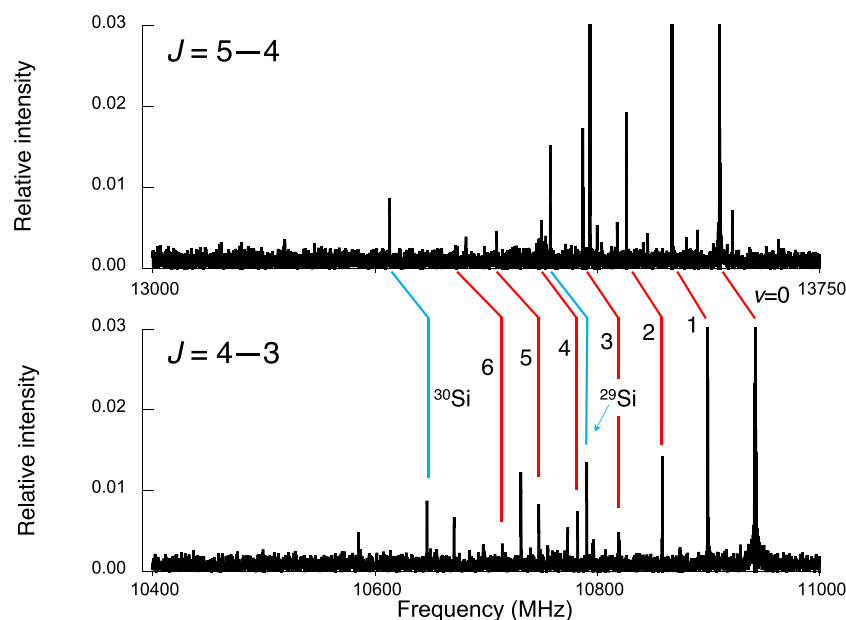 Relative intensity
0.03
0.02
0.01
0.00
J = 5—4
13000
13750
v=0
1
2
3
4
5
6
³⁰Si
²⁹Si
Relative intensity
0.03
0.02
0.01
0.00
J = 4—3
10400
10600
10800
11000
Frequency (MHz)